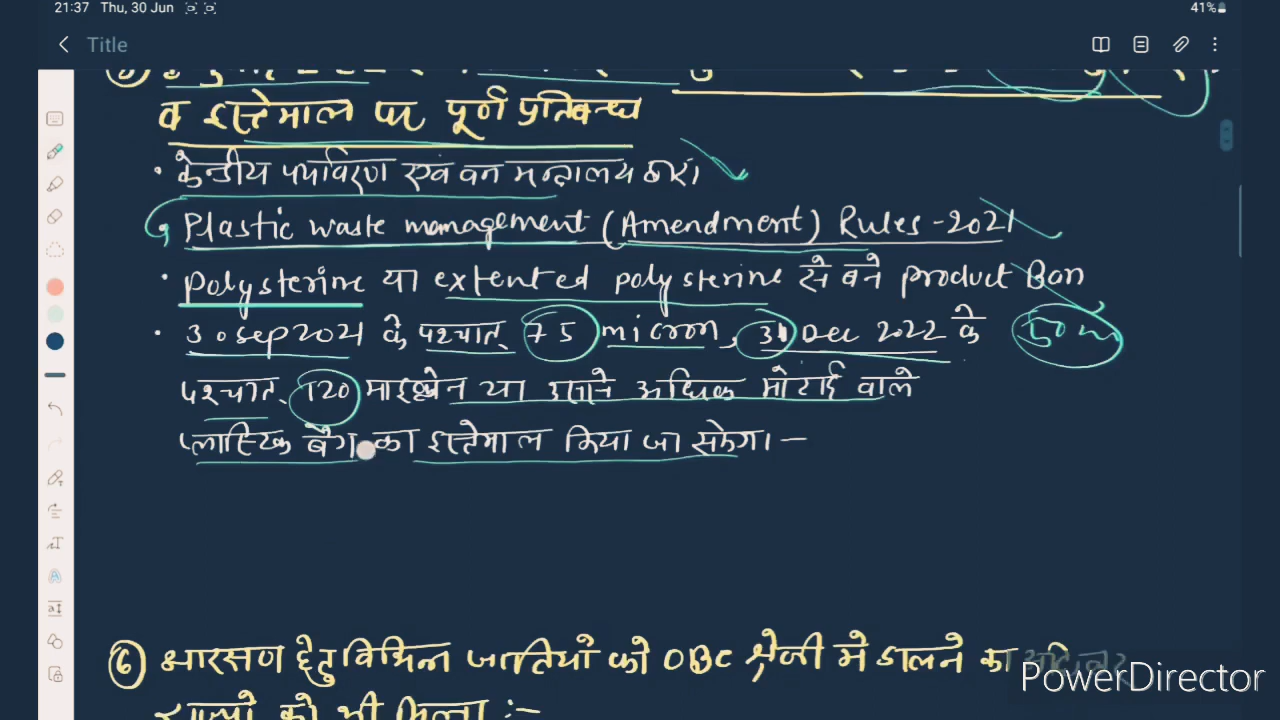 21:37 Thu, 30 Jun
41%
Title
व इस्तेमाल पर पूर्ण प्रतिबन्ध
• केन्द्रीय पर्यावरण एवं वन मन्त्रालय द्वारा
Plastic waste management (Amendment) Rules-2021
• Polysterine या extented polysterine से बने product Ban
• 30 Sep 2021 के पश्चात् 75 micron, 31 Dec 2022 के 50 m
पश्चात् 120 माइक्रोन या उससे अधिक मोटाई वाले
प्लास्टिक बैग का इस्तेमाल किया जा सकेगा। –
⑥ आरक्षण हेतु विभिन्न जातियों को OBC श्रेणी में डालने का
राज्यों को भी मिला :-
PowerDirector